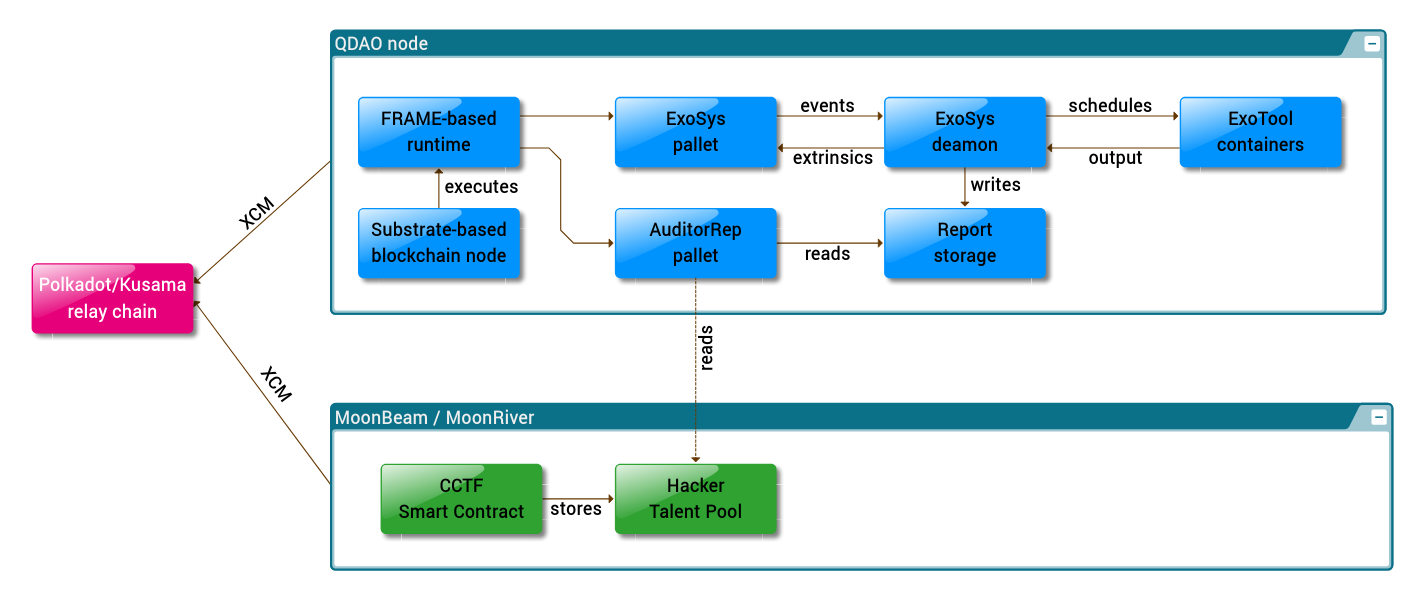 QDAO node
FRAME-based
runtime
ExoSys
pallet
events
extrinsics
ExoSys
deamon
schedules
output
ExoTool
containers
executes
writes
Substrate-based
blockchain node
AuditorRep
pallet
reads
Report
storage
XCM
Polkadot/Kusama
relay chain
XCM
reads
MoonBeam / MoonRiver
CCTF
Smart Contract
stores
Hacker
Talent Pool